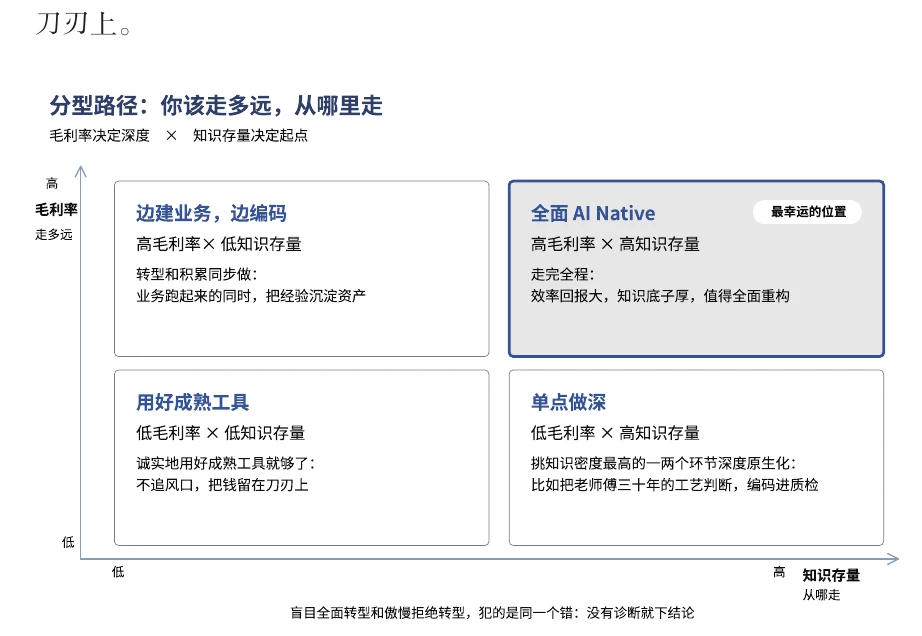 刀刃上。
分型路径：你该走多远，从哪里走
毛利率决定深度 × 知识存量决定起点
高
毛利率
走多远
边建业务，边编码
高毛利率× 低知识存量
转型和积累同步做：
业务跑起来的同时，把经验沉淀资产
全面 AI Native
最幸运的位置
高毛利率 × 高知识存量
走完全程：
效率回报大，知识底子厚，值得全面重构
用好成熟工具
低毛利率 × 低知识存量
诚实地用好成熟工具就够了：
不追风口，把钱留在刀刃上
单点做深
低毛利率 × 高知识存量
挑知识密度最高的一两个环节深度原生化：
比如把老师傅三十年的工艺判断，编码进质检
低
低
高
知识存量
从哪走
盲目全面转型和傲慢拒绝转型，犯的是同一个错：没有诊断就下结论